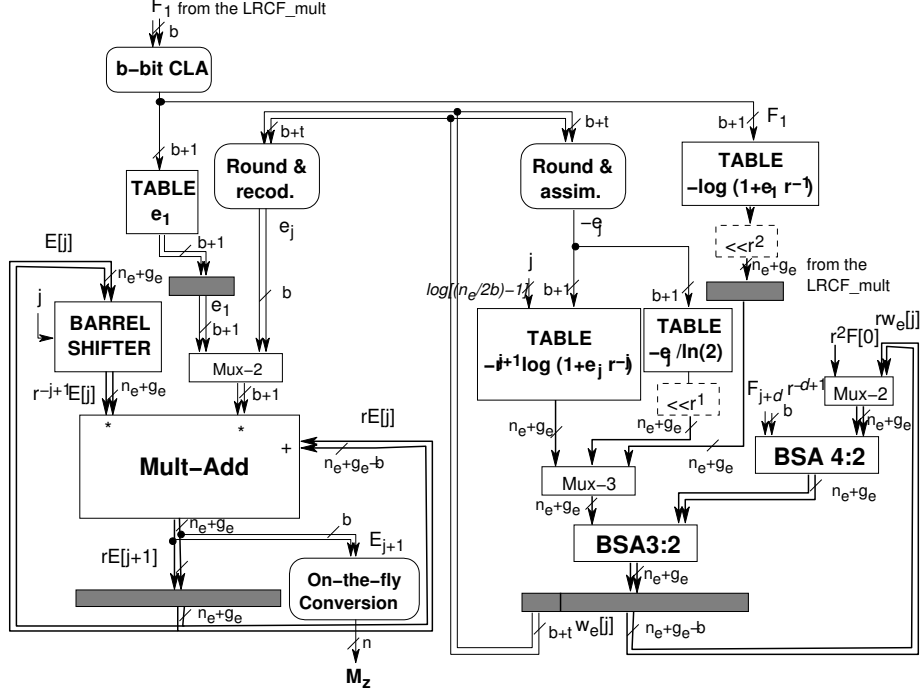 F1 from the LRCF_mult
b
b−bit CLA
b+1
b+t
b+t
b+1
F1
TABLE
e1
Round &
recod.
Round &
assim.
TABLE
−log (1+e1 r−1)
ej
−ej
<<r2
E[j]
b+1
ne+ge
ne+ge
from the
LRCF_mult
j
e1
b
b+1
j
log[(ne/2b)−1]
b+1
b+1
BARREL
SHIFTER
TABLE
−rj+1log (1+ej r−j)
TABLE
−ej /ln(2)
r2F[0]
rwe[j]
Mux−2
Mux−2
r−j+1E[j]
ne+ge
b+1
<<r1
Fj+d r−d+1
b
ne+ge
rE[j]
*
*
+
Mult−Add
ne+ge−b
ne+ge
ne+ge
ne+ge
BSA 4:2
Mux−3
ne+ge
ne+ge
ne+ge
b
Ej+1
BSA3:2
rE[j+1]
ne+ge
On−the−fly
Conversion
ne+ge
b+t
we[j]
ne+ge−b
n
Mz